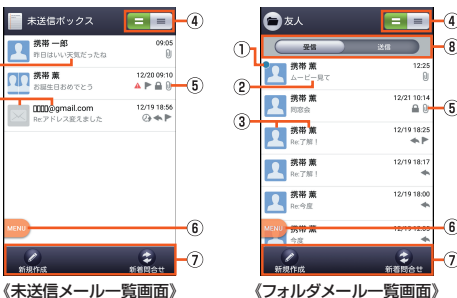 未送信ボックス
④
携帯 一郎 09:05
昨日はいい天気だったね
携帯 薫 12/20 09:10
お誕生日おめでとう
⑤
□□□□@gmail.com 12/19 18:56
Re:アドレス変えました
MENU
⑥
新規作成 新着問合せ
⑦
《未送信メール一覧画面》
友人
④
受信 送信
⑧
①
携帯 薫 12:25
ムービー見て
②
携帯 薫 12/21 10:14
同窓会
⑤
③
携帯 薫 12/19 18:25
Re:了解!
携帯 薫 12/19 18:17
Re:了解!
携帯 薫 12/19 18:00
Re:今度
MENU
携帯 薫
今度
⑥
新規作成 新着問合せ
⑦
《フォルダメール一覧画面》